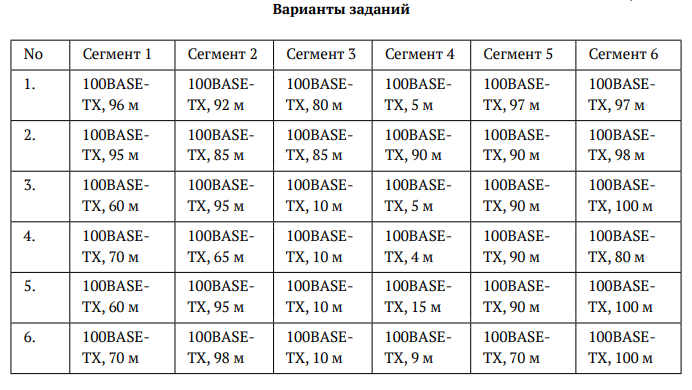 Варианты заданий
No Сегмент 1 Сегмент 2 Сегмент 3 Сегмент 4 Сегмент 5 Сегмент 6
1. 100BASE- 100BASE- 100BASE- 100BASE- 100BASE- 100BASE-
TX, 96 м TX, 92 м TX, 80 м TX, 5 м TX, 97 м TX, 97 м
2. 100BASE- 100BASE- 100BASE- 100BASE- 100BASE- 100BASE-
TX, 95 м TX, 85 м TX, 85 м TX, 90 м TX, 90 м TX, 98 м
3. 100BASE- 100BASE- 100BASE- 100BASE- 100BASE- 100BASE-
TX, 60 м TX, 95 м TX, 10 м TX, 5 м TX, 90 м TX, 100 м
4. 100BASE- 100BASE- 100BASE- 100BASE- 100BASE- 100BASE-
TX, 70 м TX, 65 м TX, 10 м TX, 4 м TX, 90 м TX, 80 м
5. 100BASE- 100BASE- 100BASE- 100BASE- 100BASE- 100BASE-
TX, 60 м TX, 95 м TX, 10 м TX, 15 м TX, 90 м TX, 100 м
6. 100BASE- 100BASE- 100BASE- 100BASE- 100BASE- 100BASE-
TX, 70 м TX, 98 м TX, 10 м TX, 9 м TX, 70 м TX, 100 м